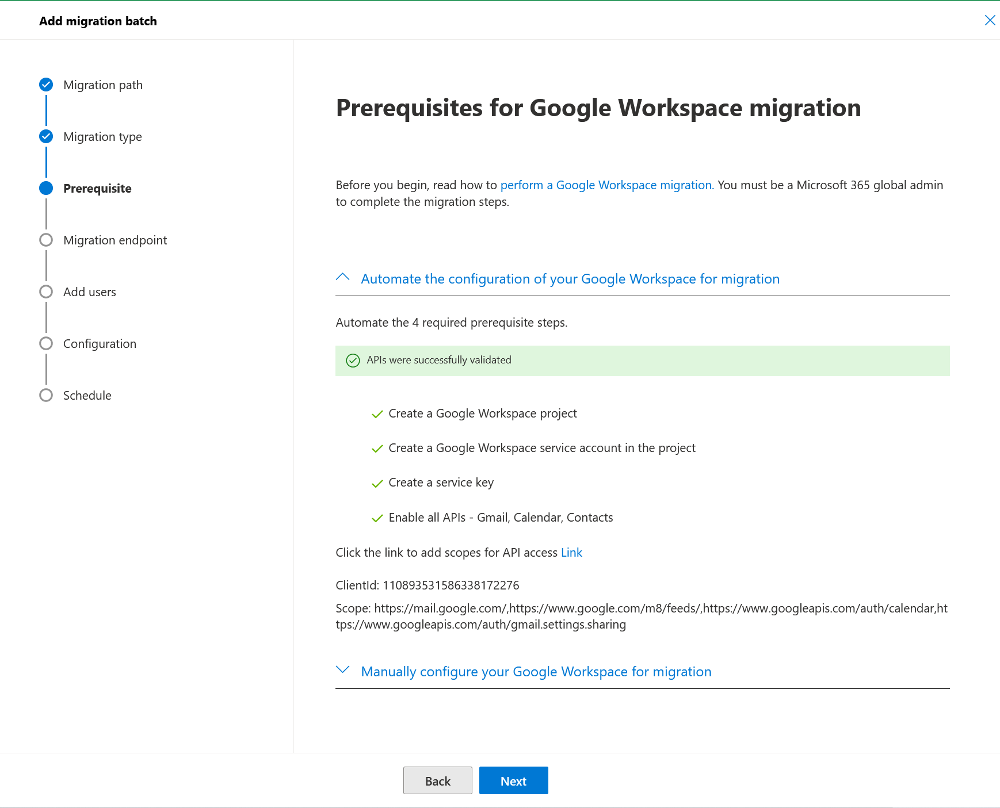 Add migration batch
Migration path
Migration type
Prerequisite
Migration endpoint
Add users
Configuration
Schedule
Prerequisites for Google Workspace migration
Before you begin, read how to perform a Google Workspace migration. You must be a Microsoft 365 global admin
to complete the migration steps.
Automate the configuration of your Google Workspace for migration
Automate the 4 required prerequisite steps.
APIs were successfully validated
Create a Google Workspace project
Create a Google Workspace service account in the project
Create a service key
Enable all APIs - Gmail, Calendar, Contacts
Click the link to add scopes for API access Link
ClientId: 110893531586338172276
Scope: https://mail.google.com/,https://www.google.com/m8/feeds/,https://www.googleapis.com/auth/calendar,ht
tps://www.googleapis.com/auth/gmail.settings.sharing
Manually configure your Google Workspace for migration
Back
Next